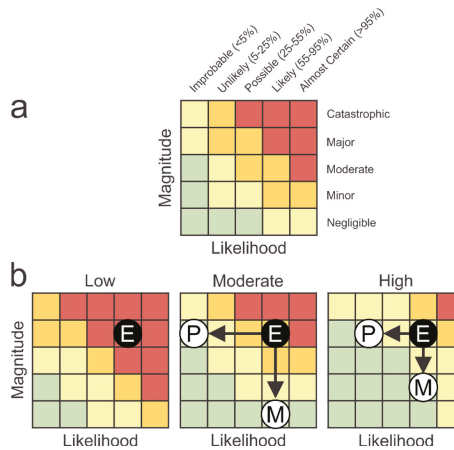 Improbable (<5%)
Unlikely (5-25%)
Possible (25-55%)
Likely (55-95%)
Almost Certain (>95%)
a
Magnitude
Catastrophic
Major
Moderate
Minor
Negligible
Likelihood
b
Low
Moderate
High
Magnitude
E
P
E
P
E
M
M
Likelihood
Likelihood
Likelihood